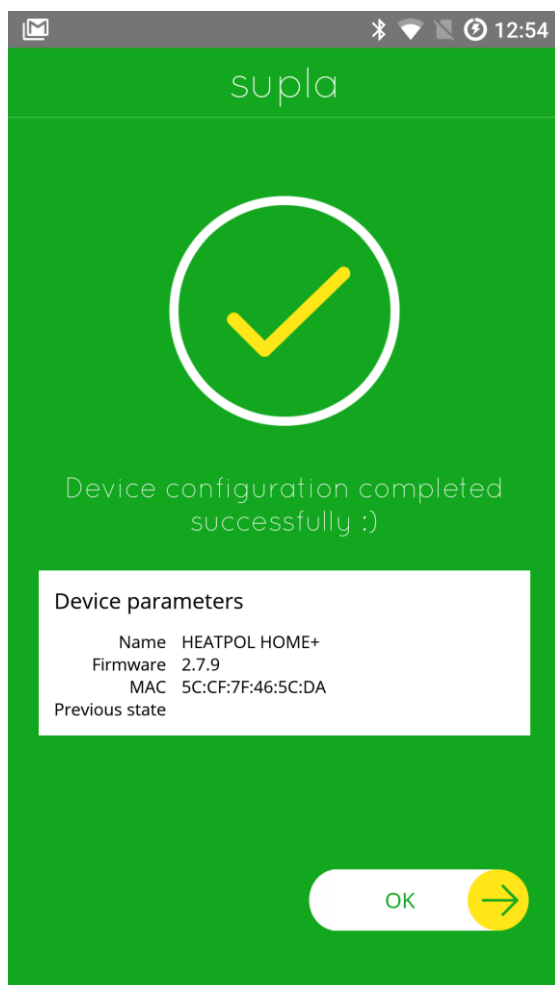 12:54
supla
Device configuration completed
successfully :)
Device parameters
Name HEATPOL HOME+
Firmware 2.7.9
MAC 5C:CF:7F:46:5C:DA
Previous state
OK